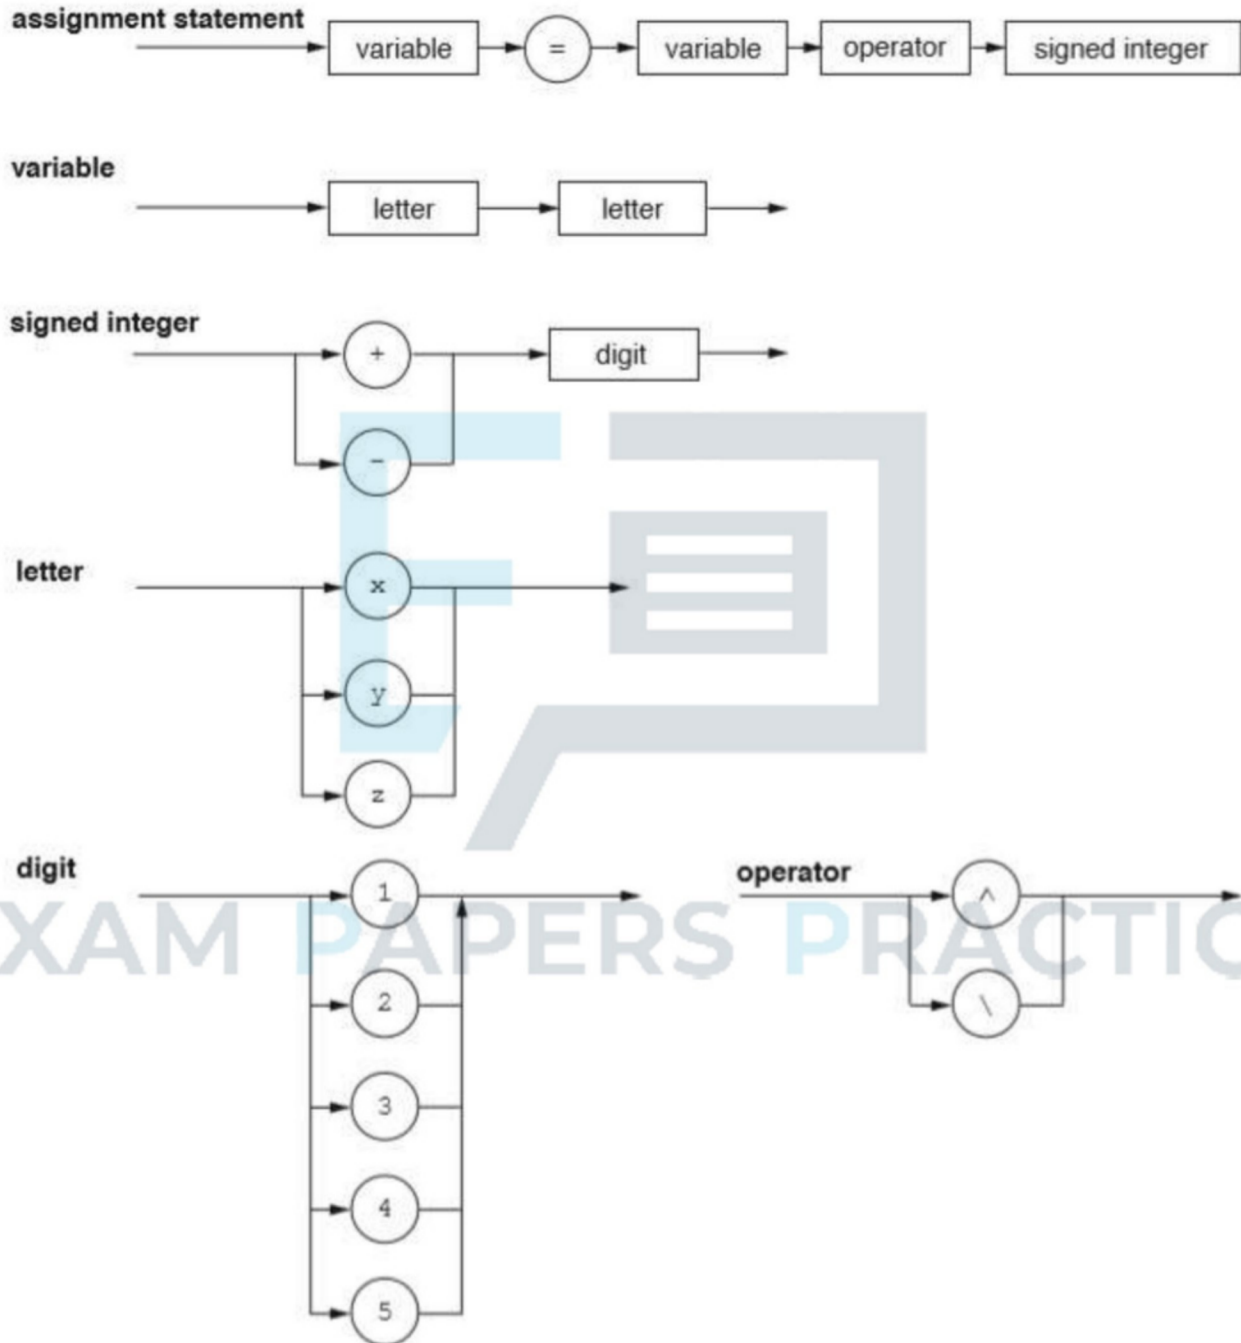 assignment statement
variable = variable operator signed integer
variable
letter letter
signed integer
+ digit
-
letter
x
y
z
digit operator
1 ^
XAM PAPERS PRACTIC
2 \
3
4
5